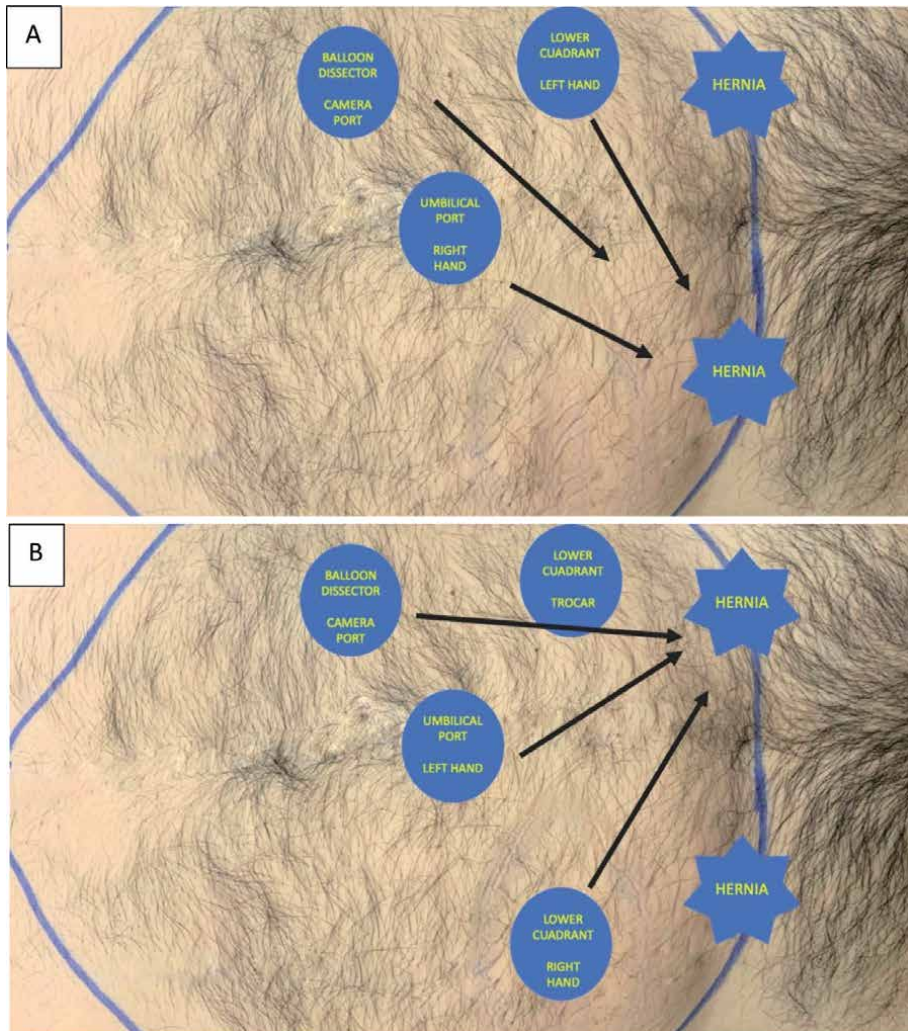 A
BALLOON
DISSECTOR
CAMERA
PORT
LOWER
CUADRANT
LEFT HAND
HERNIA
UMBILICAL
PORT
RIGHT
HAND
HERNIA
B
BALLOON
DISSECTOR
CAMERA
PORT
LOWER
CUADRANT
TROCAR
HERNIA
UMBILICAL
PORT
LEFT HAND
LOWER
CUADRANT
RIGHT
HAND
HERNIA